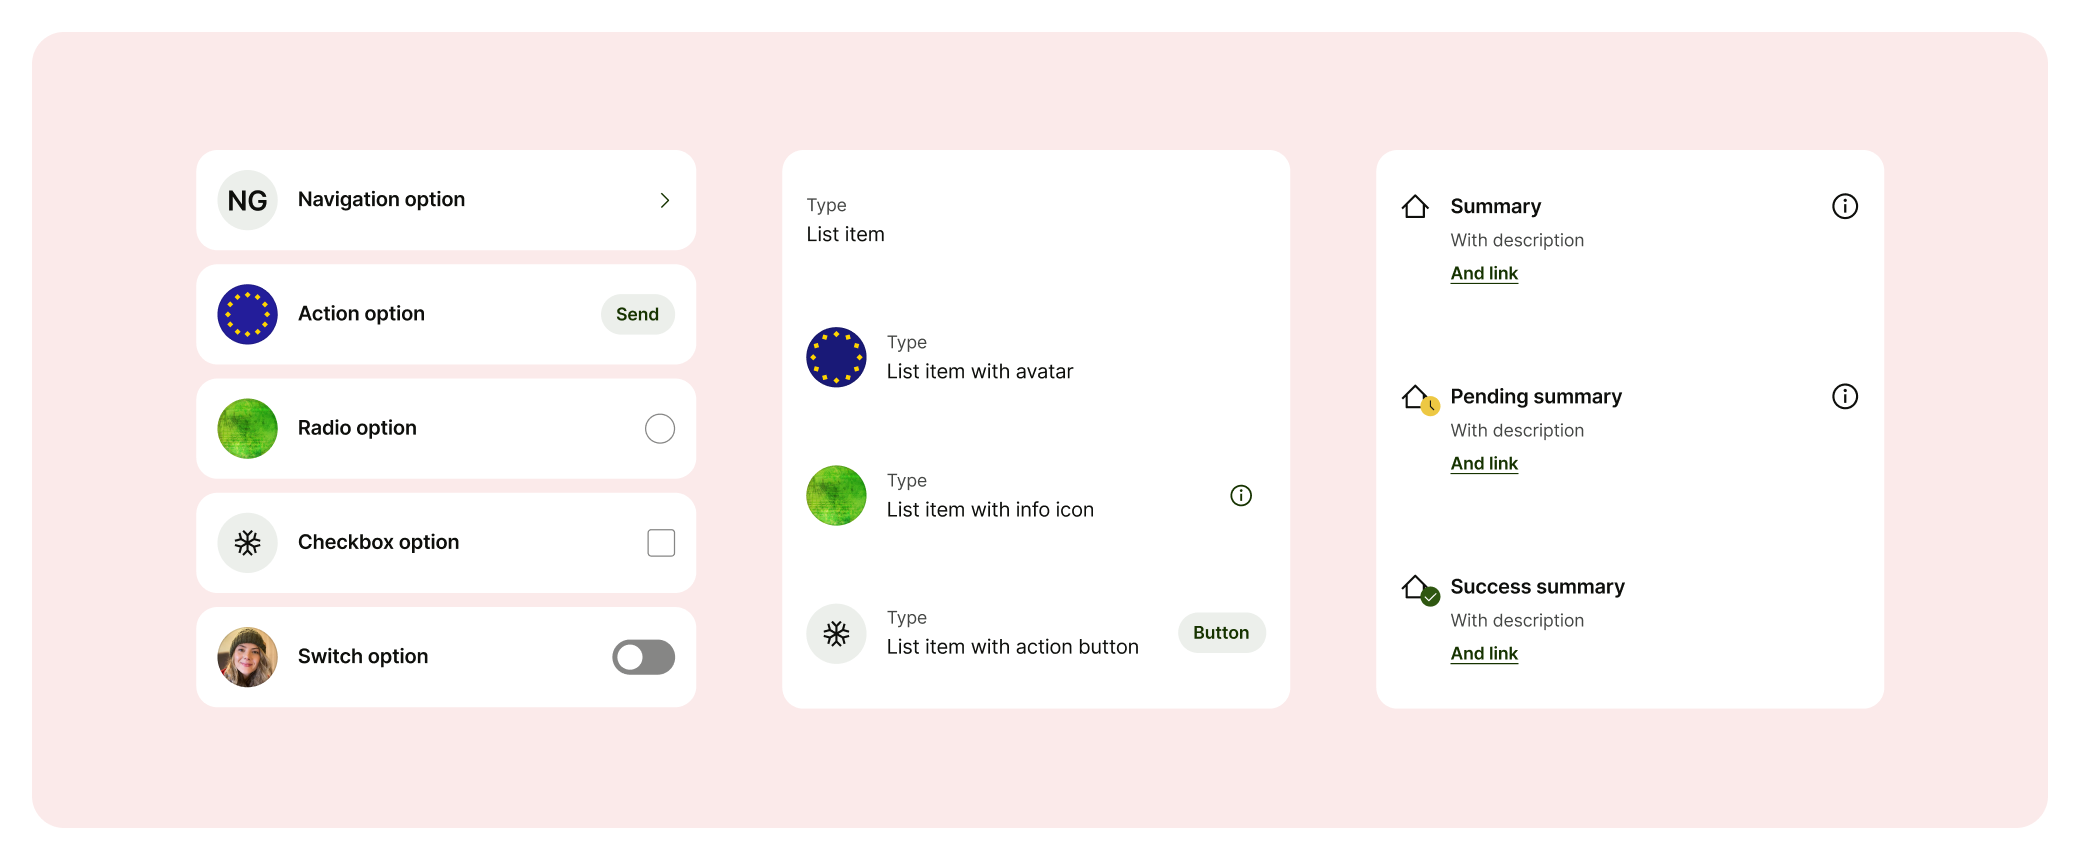 NG
Navigation option
Action option
Send
Radio option
Checkbox option
Switch option
Type
List item
Type
List item with avatar
Type
List item with info icon
Type
List item with action button
Button
Summary
With description
And link
Pending summary
With description
And link
Success summary
With description
And link